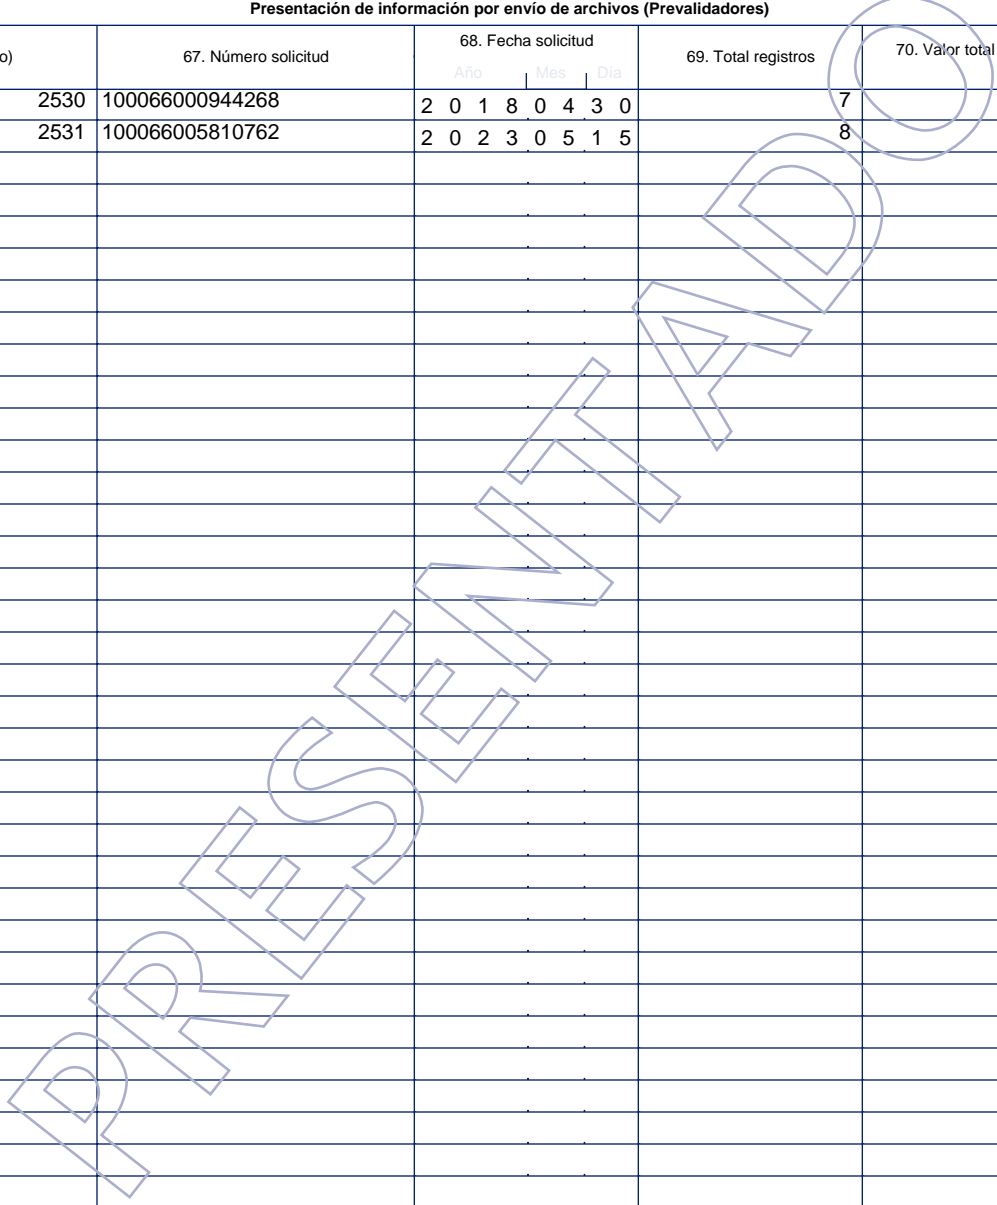 Presentación de información por envío de archivos (Prevalidadores)
o) 67. Número solicitud 68. Fecha solicitud 69. Total registros 70. Valor total
Año Mes Día
2530 100066000944268 2 0 1 8 0 4 3 0 7
2531 100066005810762 2 0 2 3 0 5 1 5 8
PRESENTADO